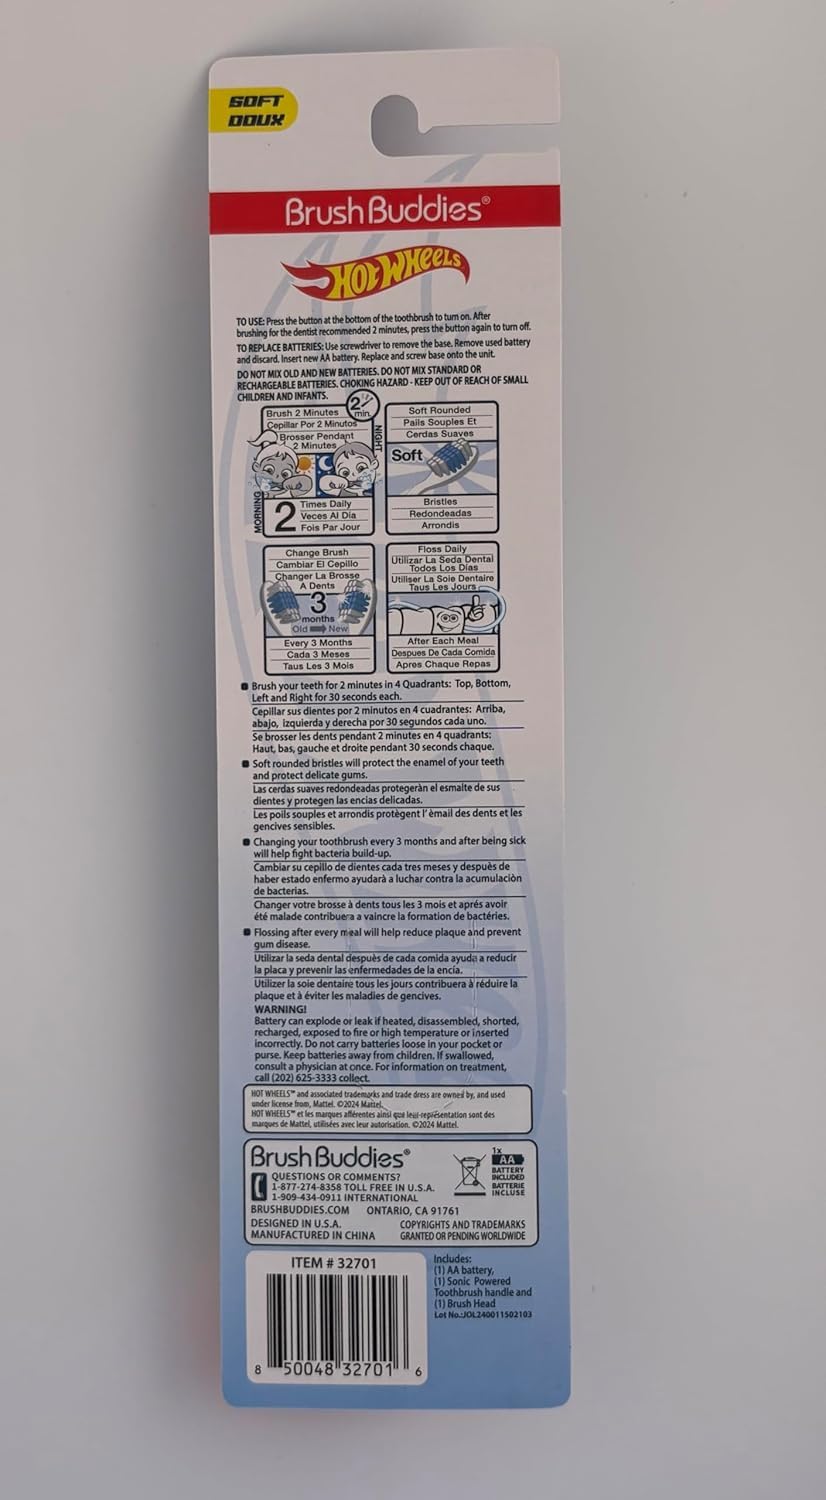 SOFT
DOUX
BrushBuddies®
HOT WHEELS
TO USE: Press the button at the bottom of the toothbrush to turn on. After
brushing for the dentist recommended 2 minutes, press the button again to turn off.
TO REPLACE BATTERIES: Use screwdriver to remove the base. Remove used battery
and discard. Insert new AA battery. Replace and screw base onto the unit.
DO NOT MIX OLD AND NEW BATTERIES. DO NOT MIX STANDARD OR
RECHARGEABLE BATTERIES. CHOKING HAZARD - KEEP OUT OF REACH OF SMALL
CHILDREN AND INFANTS.
Brush 2 Minutes
Cepillar Por 2 Minutos
Brosser Pendant
2 Minutes
2 min.
NIGHT
MORNING
2
Times Daily
Veces Al Dia
Fois Par Jour
Soft Rounded
Pails Souples Et
Cerdas Suaves
Soft
Bristles
Redondeadas
Arrondis
Change Brush
Cambiar El Cepillo
Changer La Brosse
A Dents
3
months
Old New
Every 3 Months
Cada 3 Meses
Taus Les 3 Mois
Floss Daily
Utilizar La Seda Dental
Todos Los Dias
Utiliser La Soie Dentaire
Taus Les Jours
After Each Meal
Despues De Cada Comida
Apres Chaque Repas
■ Brush your teeth for 2 minutes in 4 Quadrants: Top, Bottom,
Left and Right for 30 seconds each.
Cepillar sus dientes por 2 minutos en 4 cuadrantes: Arriba,
abajo, izquierda y derecha por 30 segundos cada uno.
Se brosser les dents pendant 2 minutes en 4 quadrants:
Haut, bas, gauche et droite pendant 30 seconds chaque.
■ Soft rounded bristles will protect the enamel of your teeth
and protect delicate gums.
Las cerdas suaves redondeadas protegeràn el esmalte de sus
dientes y protegen las encias delicadas.
Les poils souples et arrondis protègent l'èmail des dents et les
gencives sensibles.
■ Changing your toothbrush every 3 months and after being sick
will help fight bacteria build-up.
Cambiar su cepillo de dientes cada tres meses y despuès de
haber estado enfermo ayudarà a luchar contra la acumulaciòn
de bacterias.
Changer votre brosse à dents tous les 3 mois et aprés avoir
été malade contribuera a vaincre la formation de bactéries.
■ Flossing after every meal will help reduce plaque and prevent
gum disease.
Utilizar la seda dental despuès de cada comida ayuda a reducir
la placa y prevenir las enfermedades de la encía.
Utilizer la soie dentaire tous les jours contribuera à réduire la
plaque et à éviter les maladies de gencives.
WARNING!
Battery can explode or leak if heated, disassembled, shorted,
recharged, exposed to fire or high temperature or inserted
incorrectly. Do not carry batteries loose in your pocket or
purse. Keep batteries away from children. If swallowed,
consult a physician at once. For information on treatment,
call (202) 625-3333 collect.
HOT WHEELS™ and associated trademarks and trade dress are owned by, and used
under license from, Mattel. ©2024 Mattel.
HOT WHEELS™ et les marques afférentes ainsi que leur représentation sont des
marques de Mattel, utilisées avec leur autorisation. ©2024 Mattel.
BrushBuddies®
QUESTIONS OR COMMENTS?
1-877-274-8358 TOLL FREE IN U.S.A.
1-909-434-0911 INTERNATIONAL
BRUSHBUDDIES.COM ONTARIO, CA 91761
DESIGNED IN U.S.A.
MANUFACTURED IN CHINA
1x
AA
BATTERY
INCLUDED
BATTERIE
INCLUSE
COPYRIGHTS AND TRADEMARKS
GRANTED OR PENDING WORLDWIDE
ITEM # 32701
8 50048 32701 6
Includes:
(1) AA battery,
(1) Sonic Powered
Toothbrush handle and
(1) Brush Head
Lot No.:JOL240011502103